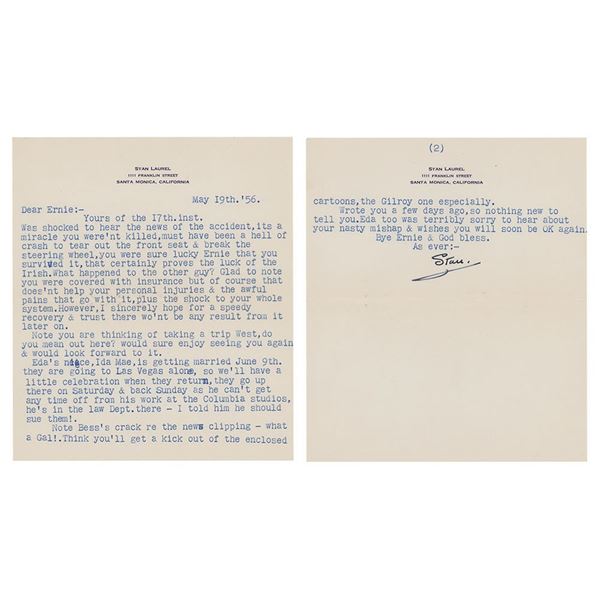 STAN LAUREL
1111 FRANKLIN STREET
SANTA MONICA, CALIFORNIA
May 19th.'56.
Dear Ernie:-
Yours of the 17th.inst.
Was shocked to hear the news of the accident,its a
miracle you were'nt killed,must have been a hell of
crash to tear out the front seat & break the
steering wheel,you were sure lucky Ernie that you
survived it,that certainly proves the luck of the
Irish.What happened to the other guy? Glad to note
you were covered with insurance but of course that
does'nt help your personal injuries & the awful
pains that go with it,plus the shock to your whole
system.However,I sincerely hope for a speedy
recovery & trust there wo'nt be any result from it
later on.
Note you are thinking of taking a trip West,do
you mean out here? would sure enjoy seeing you again
& would look forward to it.
Eda's niece,Ida Mae,is getting married June 9th.
they are going to Las Vegas alone, so we'll have a
little celebration when they return,they go up
there on Saturday & back Sunday as he can't get
any time off from his work at the Columbia studios,
he's in the law Dept.there - I told him he should
sue them!.
Note Bess's crack re the news clipping - what
a Gal!.Think you'll get a kick out of the enclosed
(2)
STAN LAUREL
1111 FRANKLIN STREET
SANTA MONICA, CALIFORNIA
cartoons,the Gilroy one especially.
Wrote you a few days ago,so nothing new to
tell you.Eda too was terribly sorry to hear about
your nasty mishap & wishes you will soon be OK again.
Bye Ernie & God bless.
As ever:-
Stan.